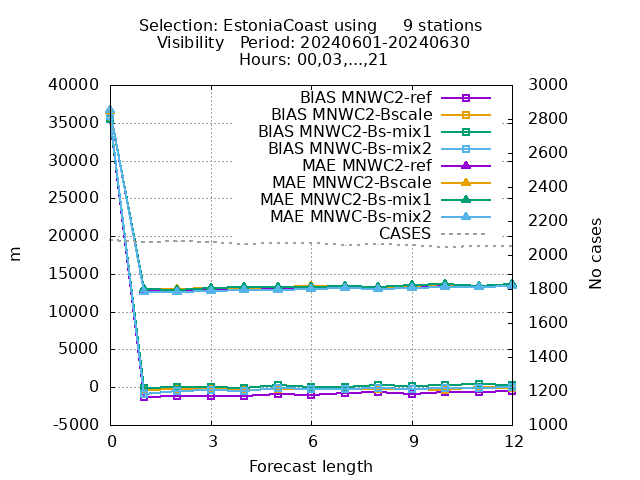 Selection: EstoniaCoast using     9 stations
Visibility   Period: 20240601-20240630
Hours: 00,03,...,21
40000
35000
30000
25000
20000
15000
10000
5000
0
-5000
3000
2800
2600
2400
2200
2000
1800
1600
1400
1200
1000
BIAS MNWC2-ref
BIAS MNWC2-Bscale
BIAS MNWC2-Bs-mix1
BIAS MNWC-Bs-mix2
MAE MNWC2-ref
MAE MNWC2-Bscale
MAE MNWC2-Bs-mix1
MAE MNWC-Bs-mix2
CASES
m
No cases
0 3 6 9 12
Forecast length